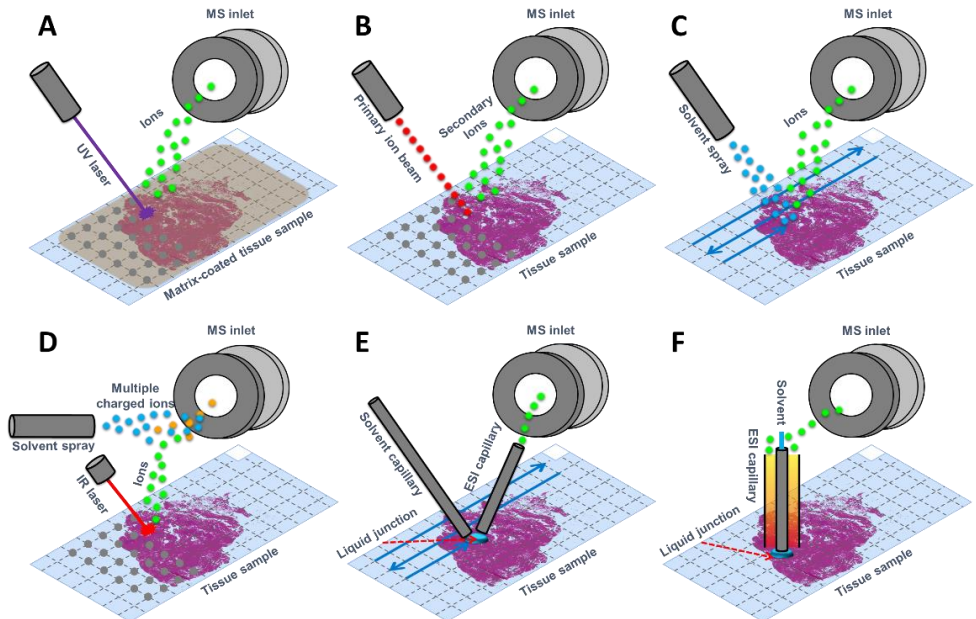 A
MS inlet
Ions
UV laser
Matrix-coated tissue sample
B
MS inlet
Primary ion beam
Secondary
Ions
Tissue sample
C
MS inlet
Solvent spray
Ions
Tissue sample
D
MS inlet
Multiple
charged ions
Solvent spray
IR laser
Ions
Tissue sample
E
MS inlet
Solvent capillary
ESI capillary
Liquid junction
Tissue sample
F
MS inlet
Solvent
ESI
capillary
Liquid junction
Tissue sample